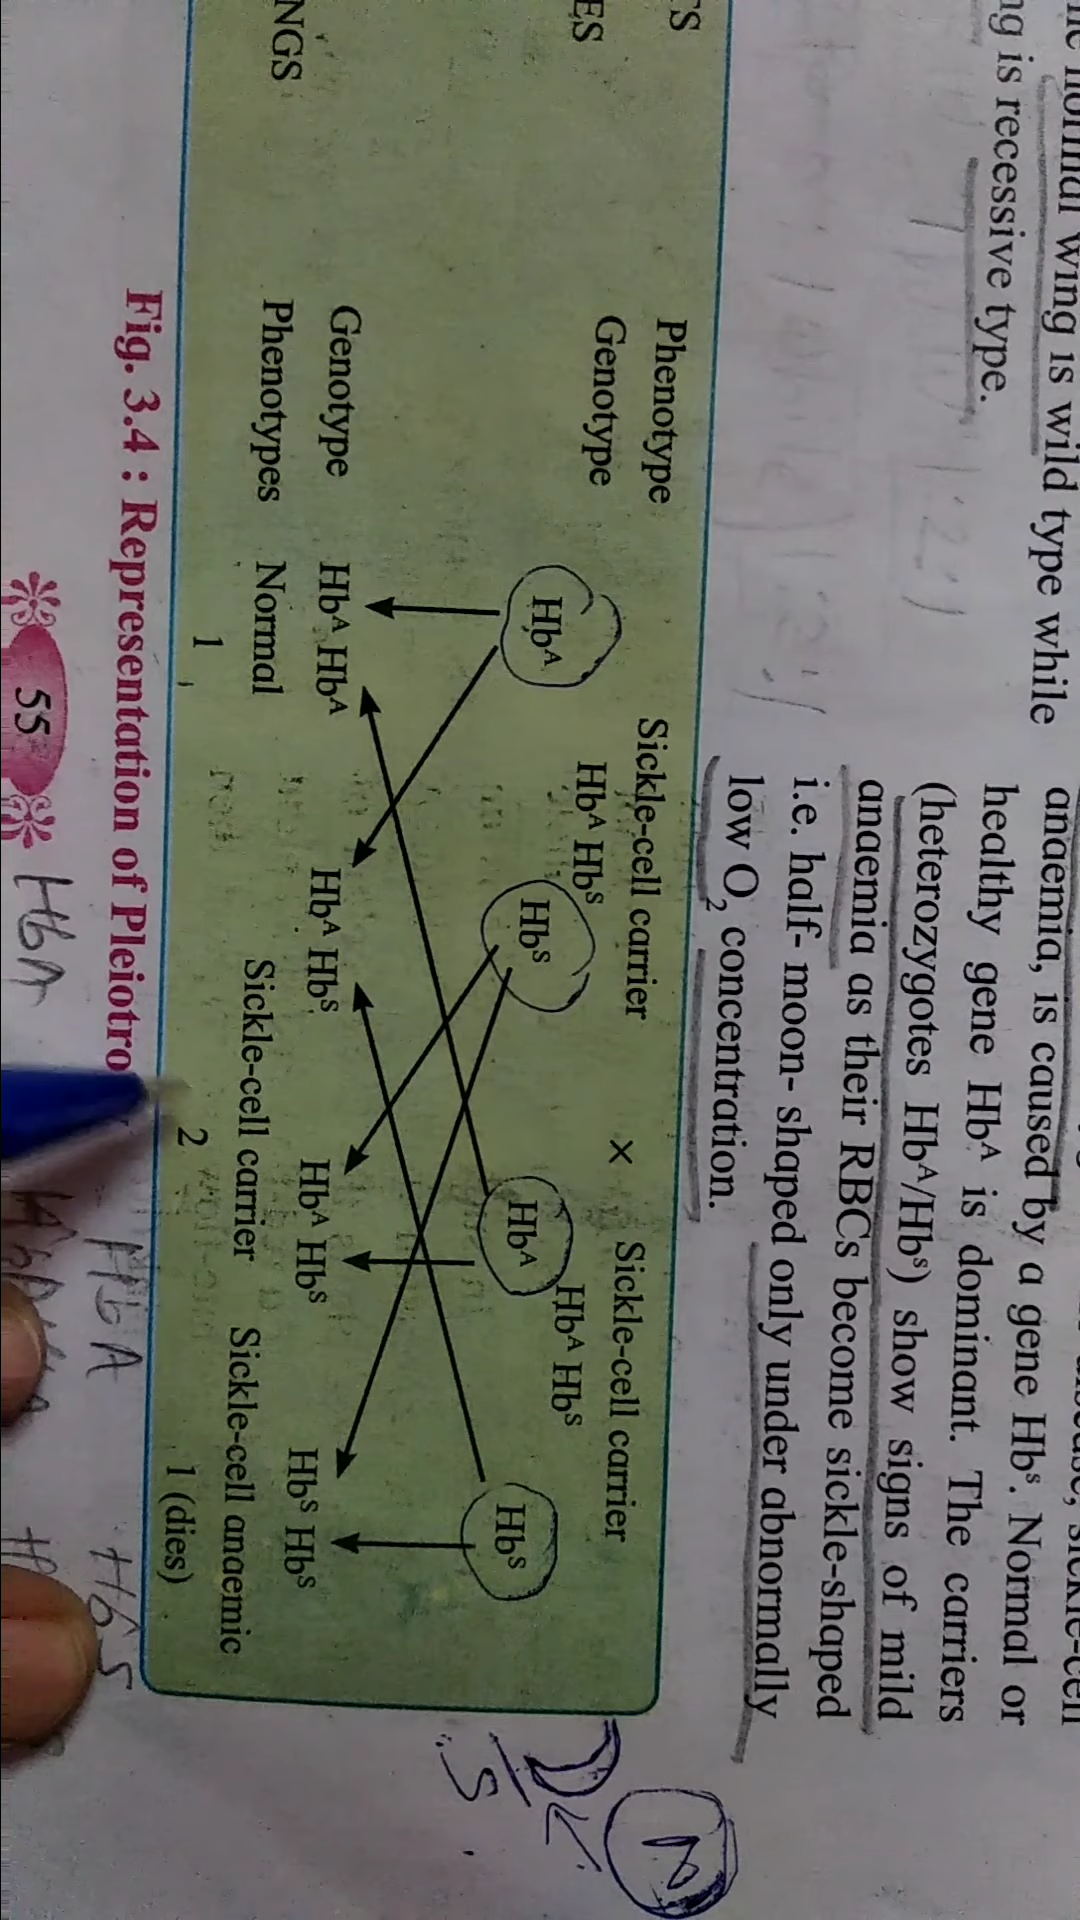 normal wing is wild type while
ng is recessive type.
anaemia, is caused by a gene Hbˢ. Normal or
healthy gene Hbᴬ is dominant. The carriers
(heterozygotes Hbᴬ/Hbˢ) show signs of mild
anaemia as their RBCs become sickle-shaped
i.e. half- moon- shaped only under abnormally
low O₂ concentration.
Phenotype Sickle-cell carrier × Sickle-cell carrier
Genotype Hbᴬ Hbˢ Hbᴬ Hbˢ
Hbᴬ Hbˢ Hbᴬ Hbˢ
Genotype Hbᴬ Hbᴬ Hbᴬ Hbˢ Hbᴬ Hbˢ Hbˢ Hbˢ
NGS Phenotypes Normal Sickle-cell carrier Sickle-cell anaemic
1 2 1 (dies)
Fig. 3.4 : Representation of Pleiotro
55
HbA HbS